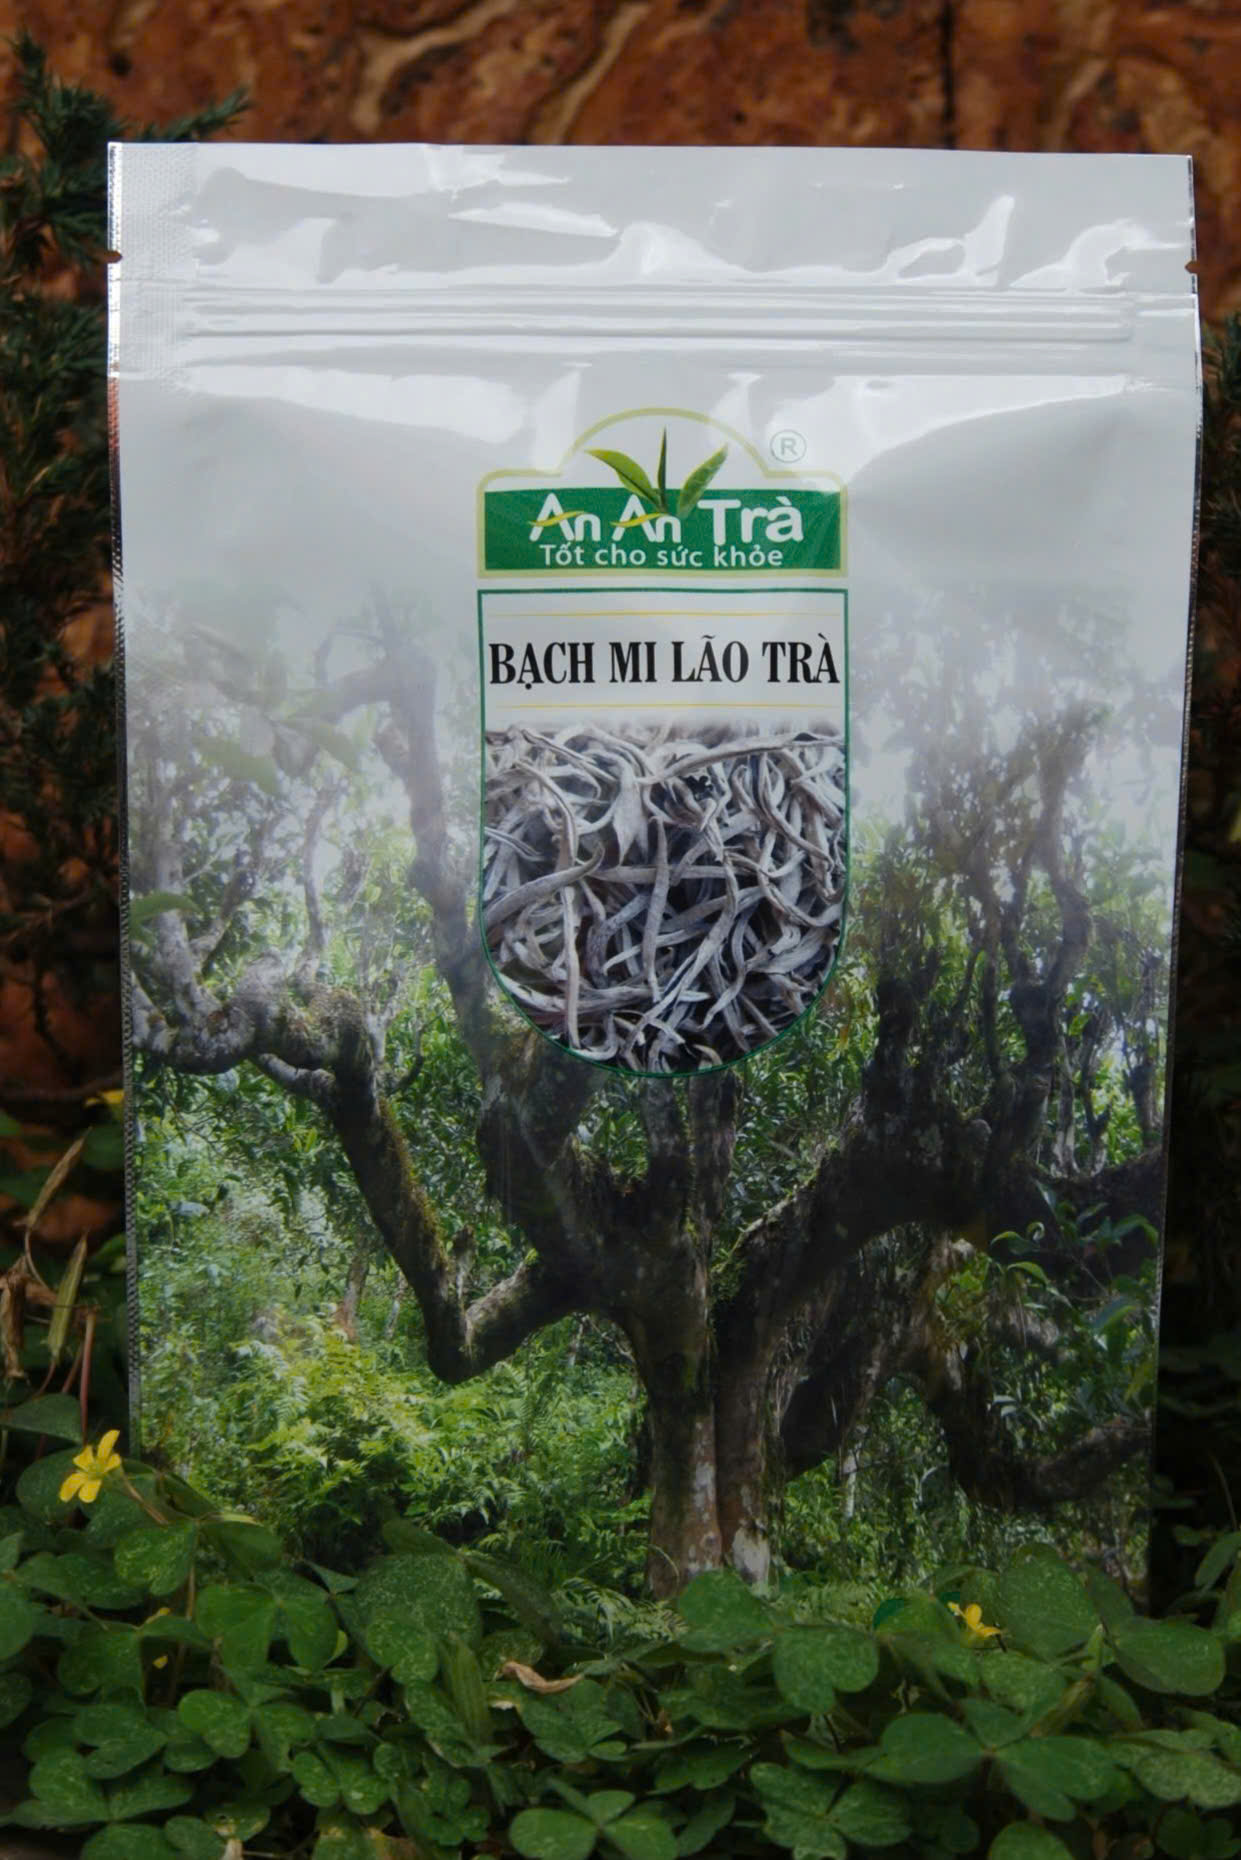 ®
An An Trà
Tốt cho sức khỏe
BẠCH MI LÃO TRÀ